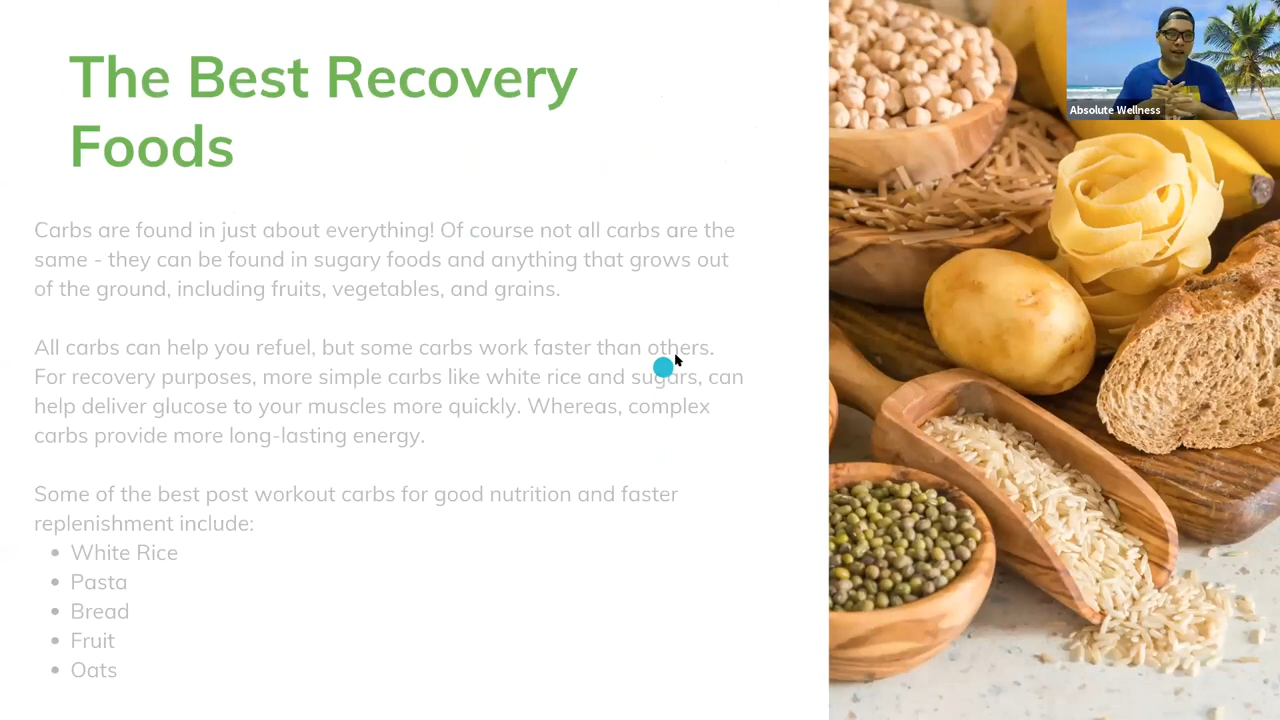 The Best Recovery
Foods
Absolute Wellness
Carbs are found in just about everything! Of course not all carbs are the
same - they can be found in sugary foods and anything that grows out
of the ground, including fruits, vegetables, and grains.
All carbs can help you refuel, but some carbs work faster than others.
For recovery purposes, more simple carbs like white rice and sugars, can
help deliver glucose to your muscles more quickly. Whereas, complex
carbs provide more long-lasting energy.
Some of the best post workout carbs for good nutrition and faster
replenishment include:
• White Rice
• Pasta
• Bread
• Fruit
• Oats